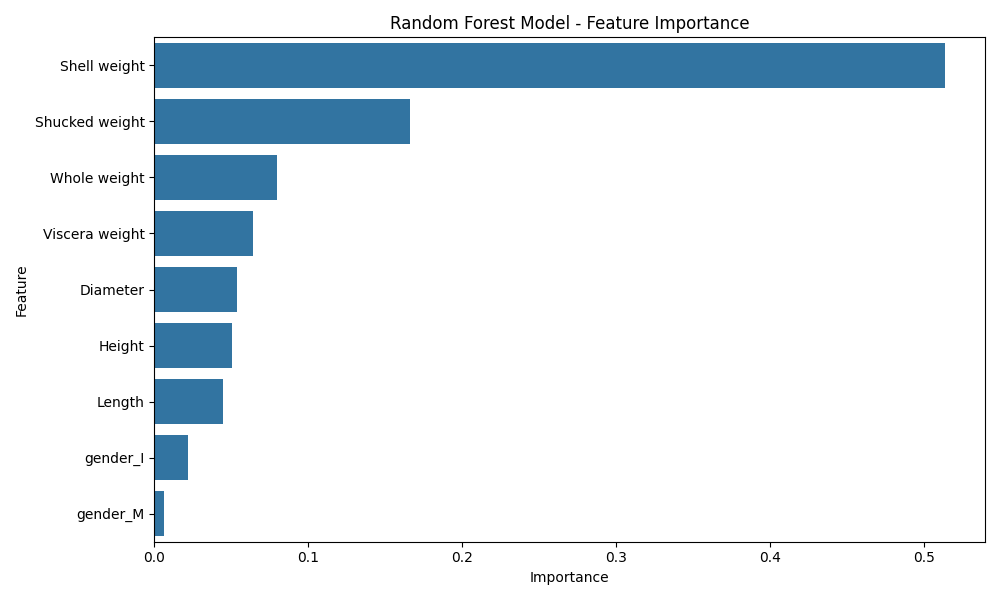 Random Forest Model - Feature Importance
Shell weight
Shucked weight
Whole weight
Viscera weight
Diameter
Height
Length
gender_I
gender_M
Feature
0.0 0.1 0.2 0.3 0.4 0.5
Importance